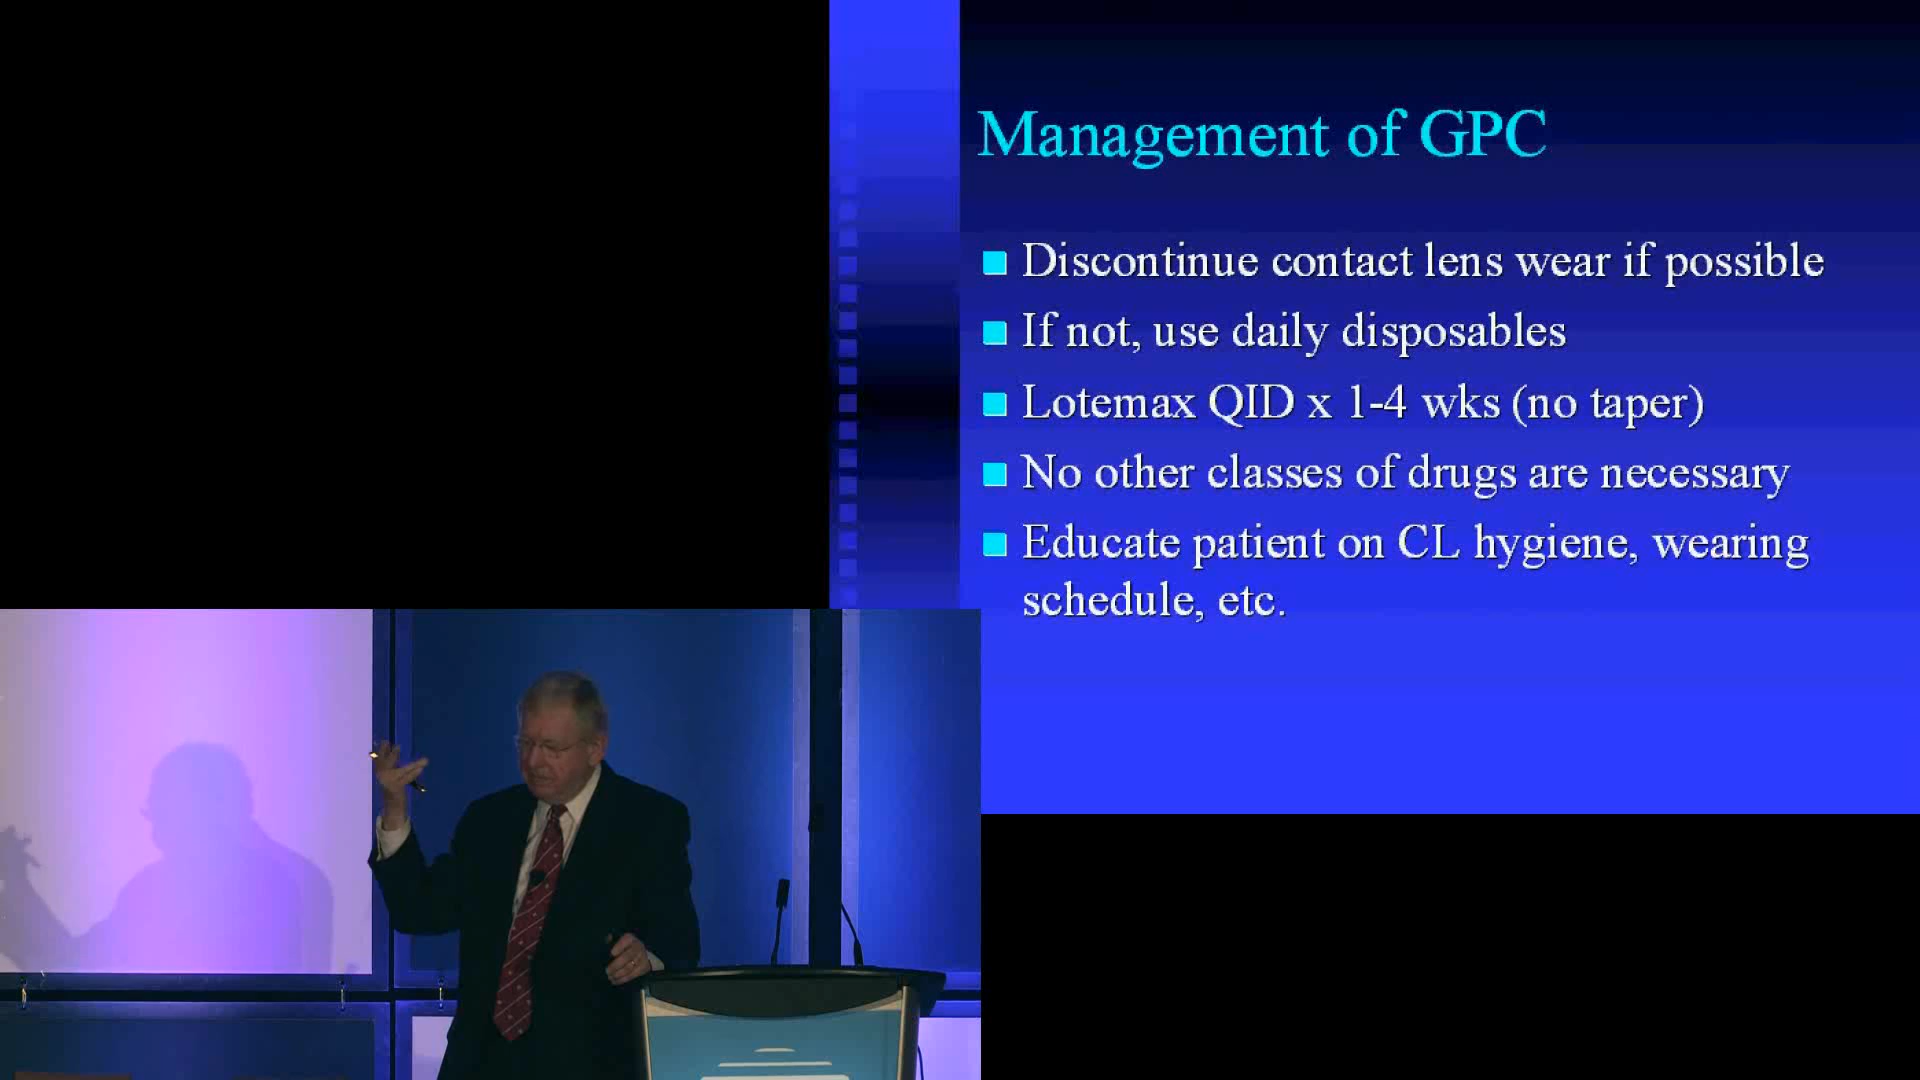 Management of GPC
Discontinue contact lens wear if possible
If not, use daily disposables
Lotemax QID x 1-4 wks (no taper)
No other classes of drugs are necessary
Educate patient on CL hygiene, wearing
schedule, etc.